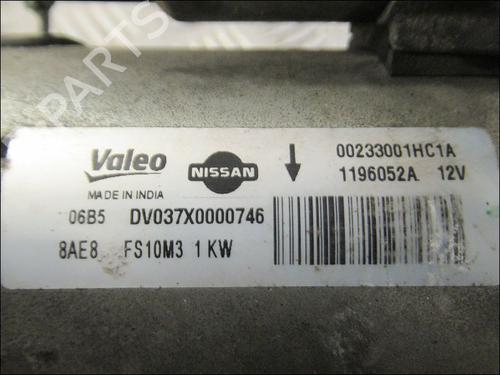 PARTS
Valeo
NISSAN
00233001HC1A
MADE IN INDIA
1196052A 12V
06B5 DV037X0000746
8AE8 FS10M3 1 KW